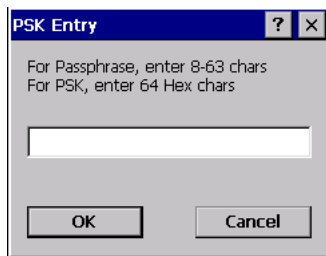 PSK Entry ? ×
For Passphrase, enter 8-63 chars
For PSK, enter 64 Hex chars
OK Cancel